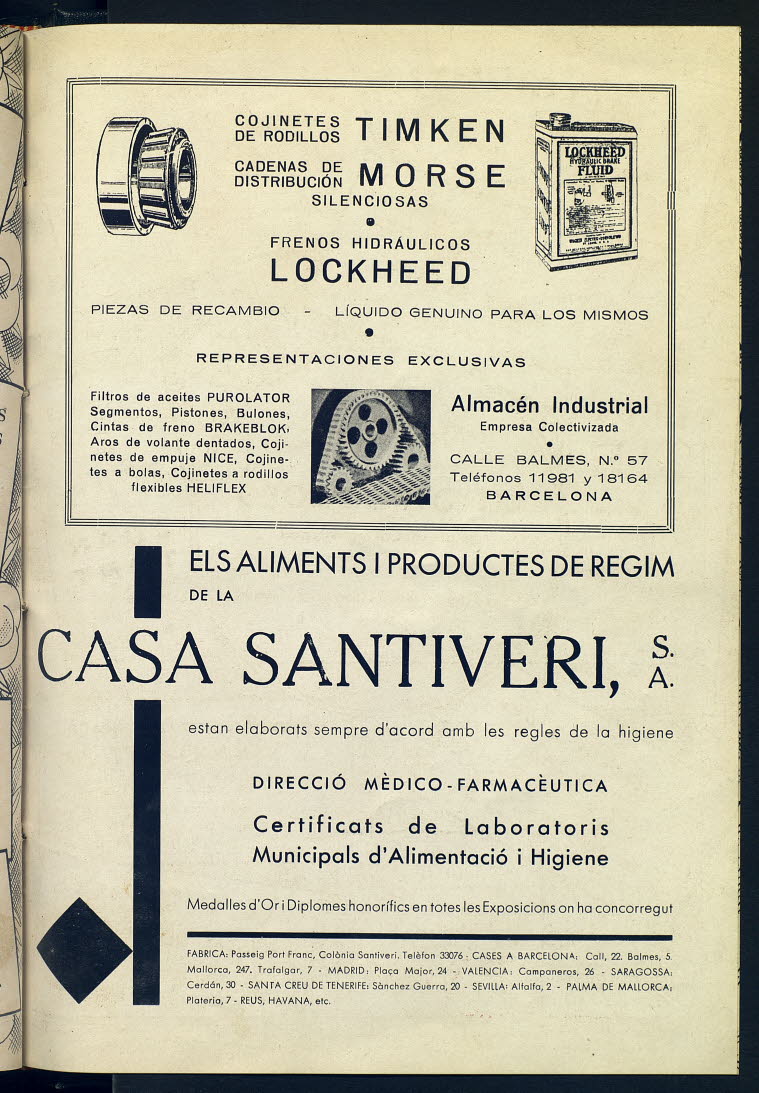 COJINETES
DE RODILLOS TIMKEN
CADENAS DE
DISTRIBUCIÓN MORSE
SILENCIOSAS
FRENOS HIDRÁULICOS
LOCKHEED
LOCKHEED
HYDRAULIC BRAKE
FLUID
PIEZAS DE RECAMBIO - LÍQUIDO GENUINO PARA LOS MISMOS
REPRESENTACIONES EXCLUSIVAS
Filtros de aceites PUROLATOR
Segmentos, Pistones, Bulones,
Cintas de freno BRAKEBLOK,
Aros de volante dentados, Coji-
netes de empuje NICE, Cojine-
tes a bolas, Cojinetes a rodillos
flexibles HELIFLEX
Almacén Industrial
Empresa Colectivizada
CALLE BALMES, N.º 57
Teléfonos 11981 y 18164
BARCELONA
ELS ALIMENTS I PRODUCTES DE REGIM
DE LA
CASA SANTIVERI, S. A.
estan elaborats sempre d'acord amb les regles de la higiene
DIRECCIÓ MÈDICO-FARMACÈUTICA
Certificats de Laboratoris
Municipals d'Alimentació i Higiene
Medalles d'Or i Diplomes honorífics en totes les Exposicions on ha concorregut
FABRICA: Passeig Port Franc, Colònia Santiveri. Telèfon 33076 - CASES A BARCELONA: Call, 22. Balmes, 5.
Mallorca, 247. Trafalgar, 7 - MADRID: Plaça Major, 24 - VALENCIA: Campaneros, 26 - SARAGOSSA:
Cerdán, 30 - SANTA CREU DE TENERIFE: Sànchez Guerra, 20 - SEVILLA: Alfalfa, 2 - PALMA DE MALLORCA:
Plateria, 7 - REUS, HAVANA, etc.